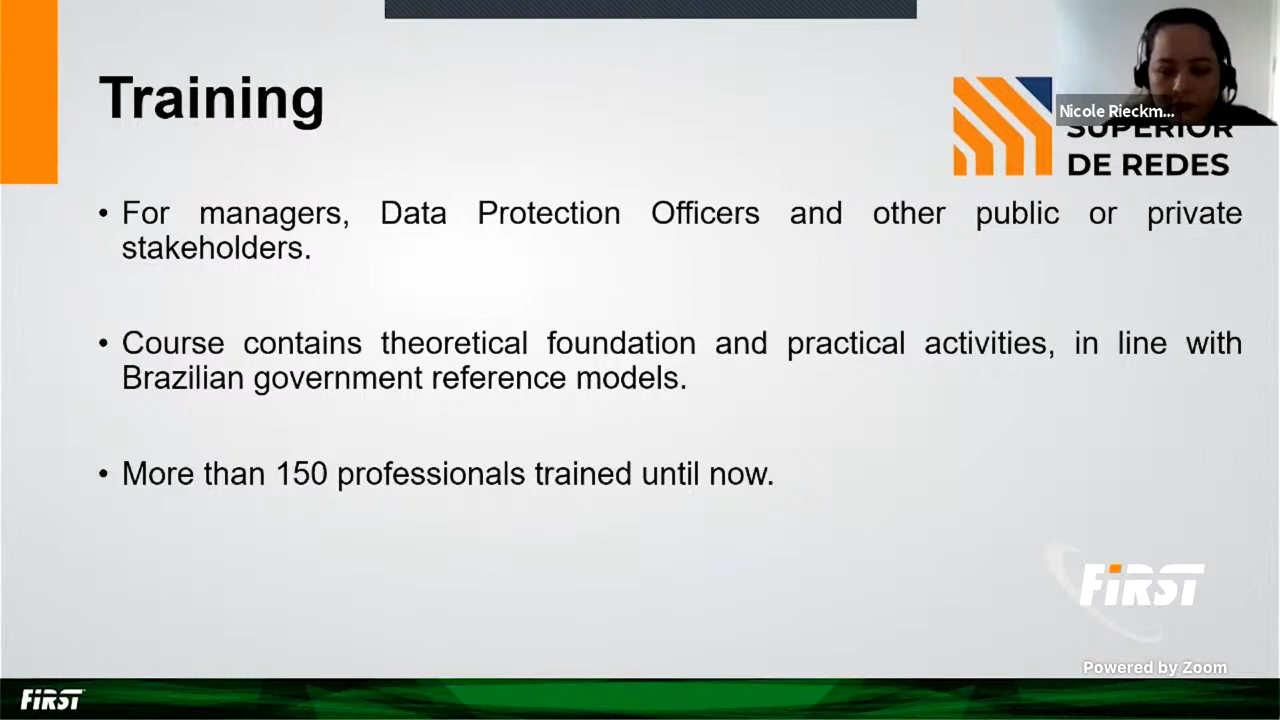 Training
Nicole Rieckm...
SUPERIOR
DE REDES
• For managers, Data Protection Officers and other public or private
stakeholders.
• Course contains theoretical foundation and practical activities, in line with
Brazilian government reference models.
• More than 150 professionals trained until now.
FiRST
Powered by Zoom
FiRST